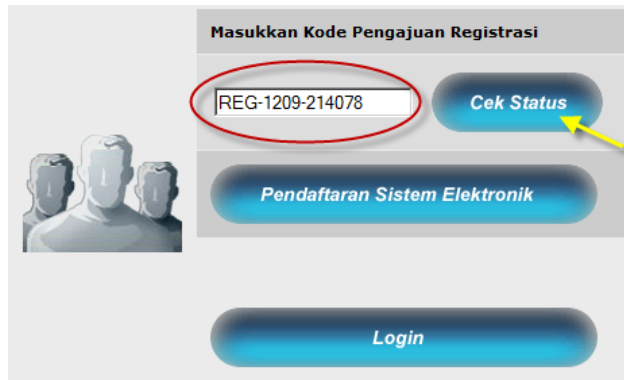 Masukkan Kode Pengajuan Registrasi
REG-1209-214078
Cek Status
Pendaftaran Sistem Elektronik
Login